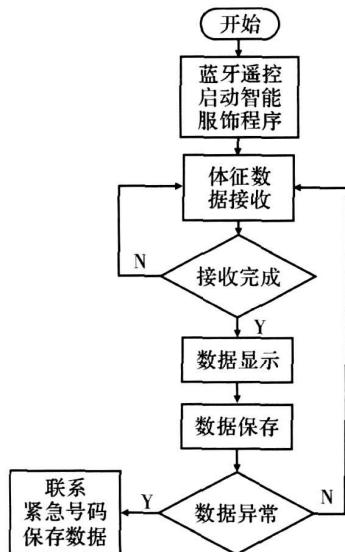 开始
蓝牙遥控
启动智能
服饰程序
体征数
据接收
N
接收完成
Y
数据显示
数据保存
联系
紧急号码
保存数据
Y
数据异常
N